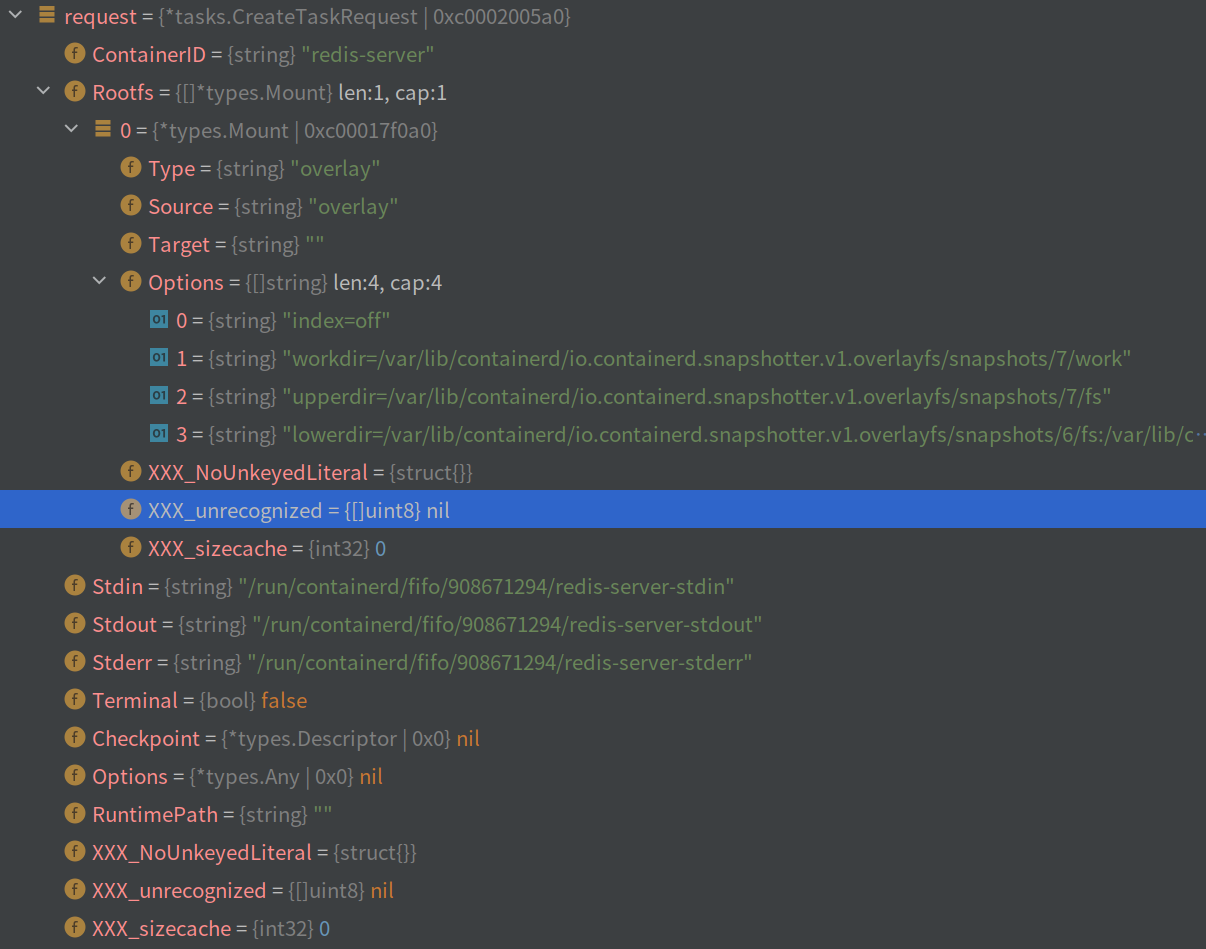 request = {*tasks.CreateTaskRequest | 0xc0002005a0}
f ContainerID = {string} "redis-server"
f Rootfs = {[]*types.Mount} len:1, cap:1
0 = {*types.Mount | 0xc00017f0a0}
f Type = {string} "overlay"
f Source = {string} "overlay"
f Target = {string} ""
f Options = {[]string} len:4, cap:4
01 0 = {string} "index=off"
01 1 = {string} "workdir=/var/lib/containerd/io.containerd.snapshotter.v1.overlayfs/snapshots/7/work"
01 2 = {string} "upperdir=/var/lib/containerd/io.containerd.snapshotter.v1.overlayfs/snapshots/7/fs"
01 3 = {string} "lowerdir=/var/lib/containerd/io.containerd.snapshotter.v1.overlayfs/snapshots/6/fs:/var/lib/c…
f XXX_NoUnkeyedLiteral = {struct{}}
f XXX_unrecognized = {[]uint8} nil
f XXX_sizecache = {int32} 0
f Stdin = {string} "/run/containerd/fifo/908671294/redis-server-stdin"
f Stdout = {string} "/run/containerd/fifo/908671294/redis-server-stdout"
f Stderr = {string} "/run/containerd/fifo/908671294/redis-server-stderr"
f Terminal = {bool} false
f Checkpoint = {*types.Descriptor | 0x0} nil
f Options = {*types.Any | 0x0} nil
f RuntimePath = {string} ""
f XXX_NoUnkeyedLiteral = {struct{}}
f XXX_unrecognized = {[]uint8} nil
f XXX_sizecache = {int32} 0